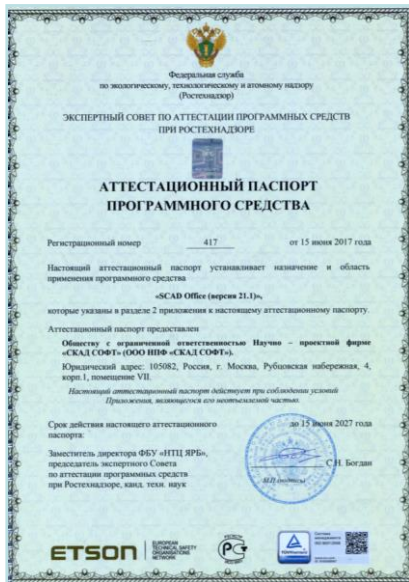 Федеральная служба
по экологическому, технологическому и атомному надзору
(Ростехнадзор)
ЭКСПЕРТНЫЙ СОВЕТ ПО АТТЕСТАЦИИ ПРОГРАММНЫХ СРЕДСТВ
ПРИ РОСТЕХНАДЗОРЕ
АТТЕСТАЦИОННЫЙ ПАСПОРТ
ПРОГРАММНОГО СРЕДСТВА
Регистрационный номер 417 от 15 июня 2017 года
Настоящий аттестационный паспорт устанавливает назначение и область
применения программного средства
«SCAD Office (версия 21.1)»,
которые указаны в разделе 2 приложения к настоящему аттестационному паспорту.
Аттестационный паспорт предоставлен
Обществу с ограниченной ответственностью Научно – проектной фирме
«СКАД СОФТ» (ООО НПФ «СКАД СОФТ»).
Юридический адрес: 105082, Россия, г. Москва, Рубцовская набережная, 4,
корп.1, помещение VII.
Настоящий аттестационный паспорт действует при соблюдении условий
Приложения, являющегося его неотъемлемой частью.
Срок действия настоящего аттестационного до 15 июня 2027 года
паспорта:
Заместитель директора ФБУ «НТЦ ЯРБ»,
председатель экспертного Совета
по аттестации программных средств С.Н. Богдан
при Ростехнадзоре, канд. техн. наук
М.П (подпись)
ETSON
EUROPEAN
TECHNICAL SAFETY
ORGANISATIONS
NETWORK